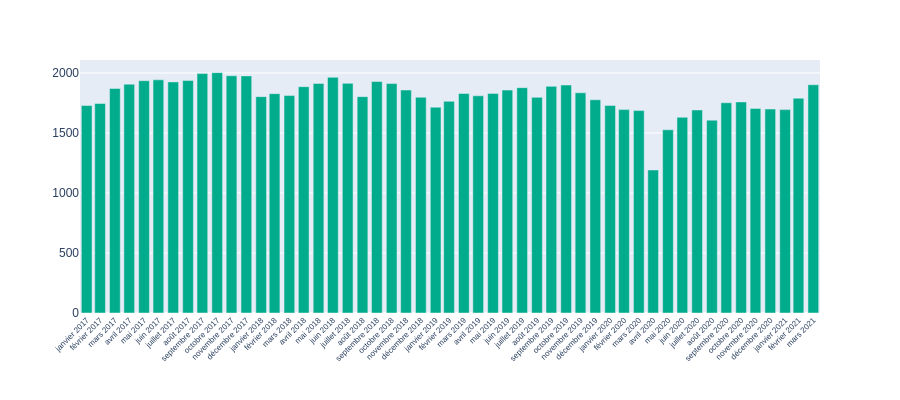 2000
1500
1000
500
0
janvier 2017
février 2017
mars 2017
avril 2017
mai 2017
juin 2017
juillet 2017
août 2017
septembre 2017
octobre 2017
novembre 2017
décembre 2017
janvier 2018
février 2018
mars 2018
avril 2018
mai 2018
juin 2018
juillet 2018
août 2018
septembre 2018
octobre 2018
novembre 2018
décembre 2018
janvier 2019
février 2019
mars 2019
avril 2019
mai 2019
juin 2019
juillet 2019
août 2019
septembre 2019
octobre 2019
novembre 2019
décembre 2019
janvier 2020
février 2020
mars 2020
avril 2020
mai 2020
juin 2020
juillet 2020
août 2020
septembre 2020
octobre 2020
novembre 2020
décembre 2020
janvier 2021
février 2021
mars 2021